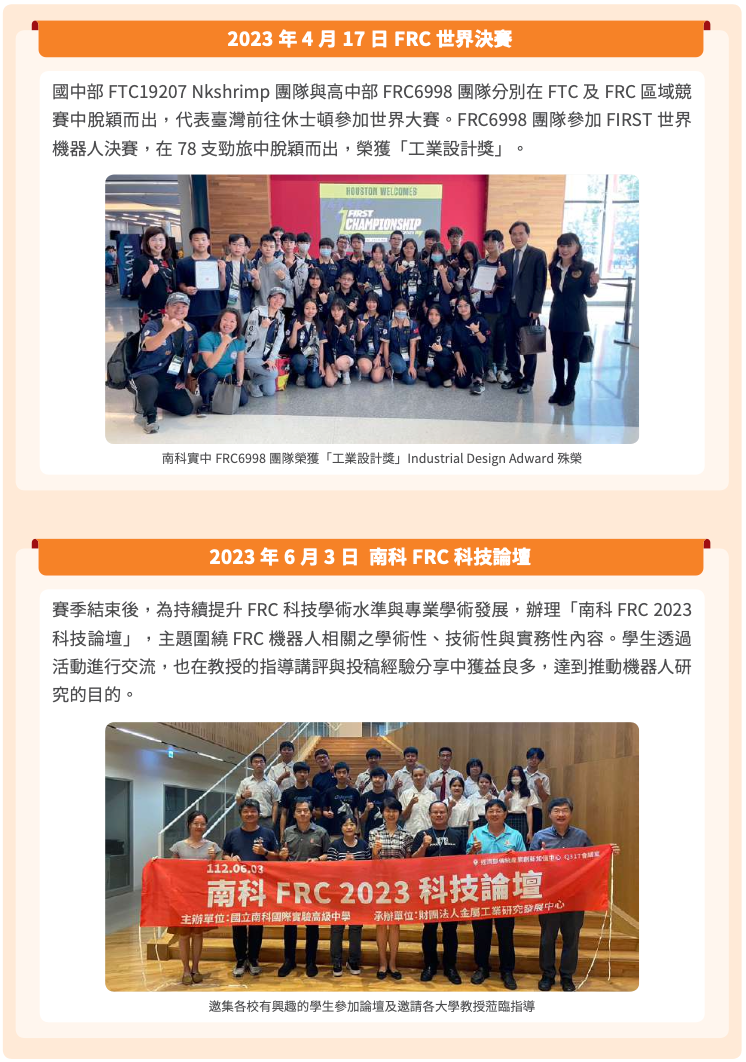 2023 年 4 月 17 日 FRC 世界決賽
國中部 FTC19207 Nkshrimp 團隊與高中部 FRC6998 團隊分別在 FTC 及 FRC 區域競
賽中脫穎而出，代表臺灣前往休士頓參加世界大賽。FRC6998 團隊參加 FIRST 世界
機器人決賽，在 78 支勁旅中脫穎而出，榮獲「工業設計獎」。
HOUSTON WELCOMES
FIRST
CHAMPIONSHIP
南科實中 FRC6998 團隊榮獲「工業設計獎」Industrial Design Adward 殊榮
2023 年 6 月 3 日 南科 FRC 科技論壇
賽季結束後，為持續提升 FRC 科技學術水準與專業學術發展，辦理「南科 FRC 2023
科技論壇」，主題圍繞 FRC 機器人相關之學術性、技術性與實務性內容。學生透過
活動進行交流，也在教授的指導講評與投稿經驗分享中獲益良多，達到推動機器人研
究的目的。
112.06.03
南科 FRC 2023 科技論壇
主辦單位:國立南科國際實驗高級中學 承辦單位:財團法人金屬工業研究發展中心
邀集各校有興趣的學生參加論壇及邀請各大學教授蒞臨指導